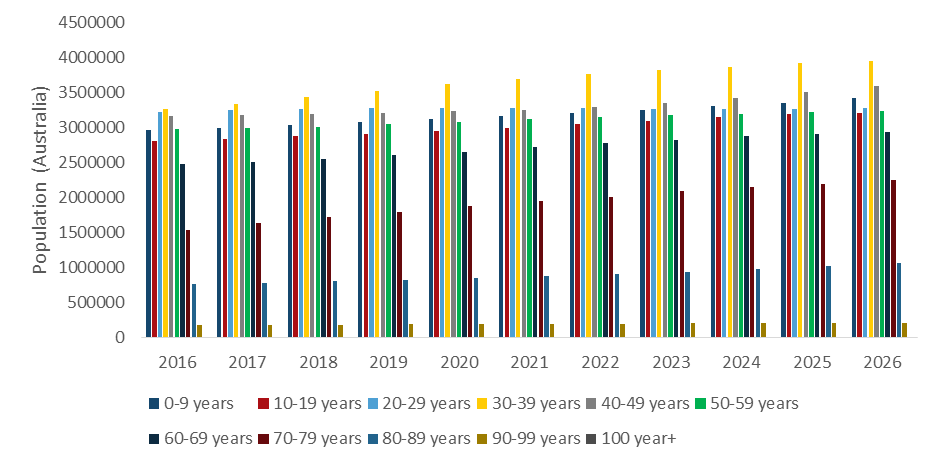 4500000
4000000
3500000
3000000
2500000
2000000
1500000
1000000
500000
0
Population (Australia)
2016 2017 2018 2019 2020 2021 2022 2023 2024 2025 2026
0-9 years 10-19 years 20-29 years 30-39 years 40-49 years 50-59 years
60-69 years 70-79 years 80-89 years 90-99 years 100 year+